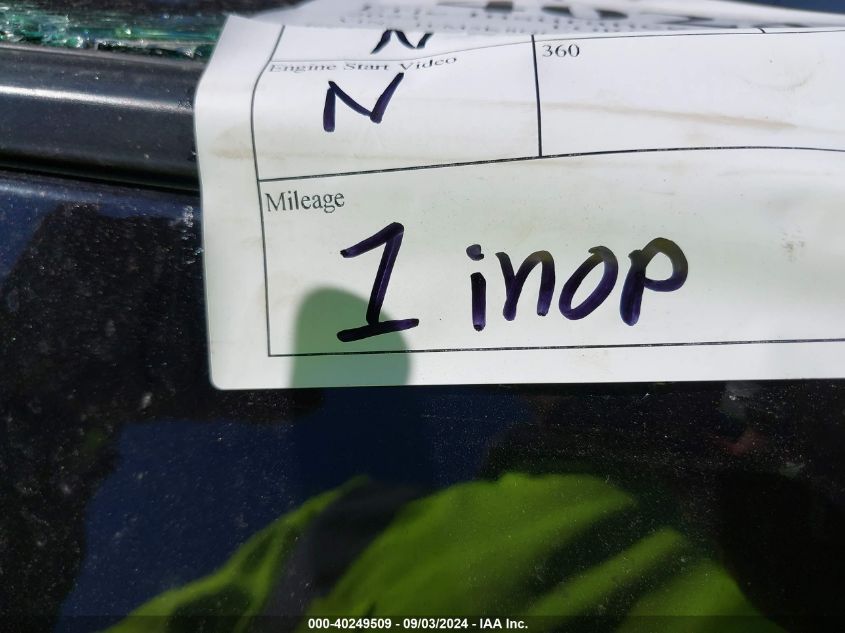 N
Engine Start Video 360
N
Mileage
1 inop
000-40249509 - 09/03/2024 - IAA Inc.